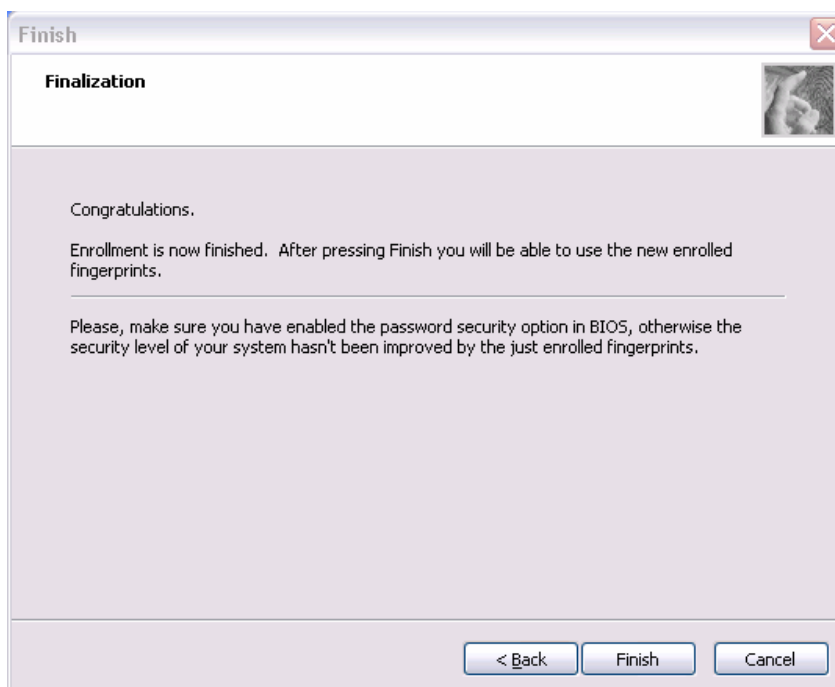 Finish
Finalization
Congratulations.
Enrollment is now finished.  After pressing Finish you will be able to use the new enrolled
fingerprints.
Please, make sure you have enabled the password security option in BIOS, otherwise the
security level of your system hasn't been improved by the just enrolled fingerprints.
< Back
Finish
Cancel